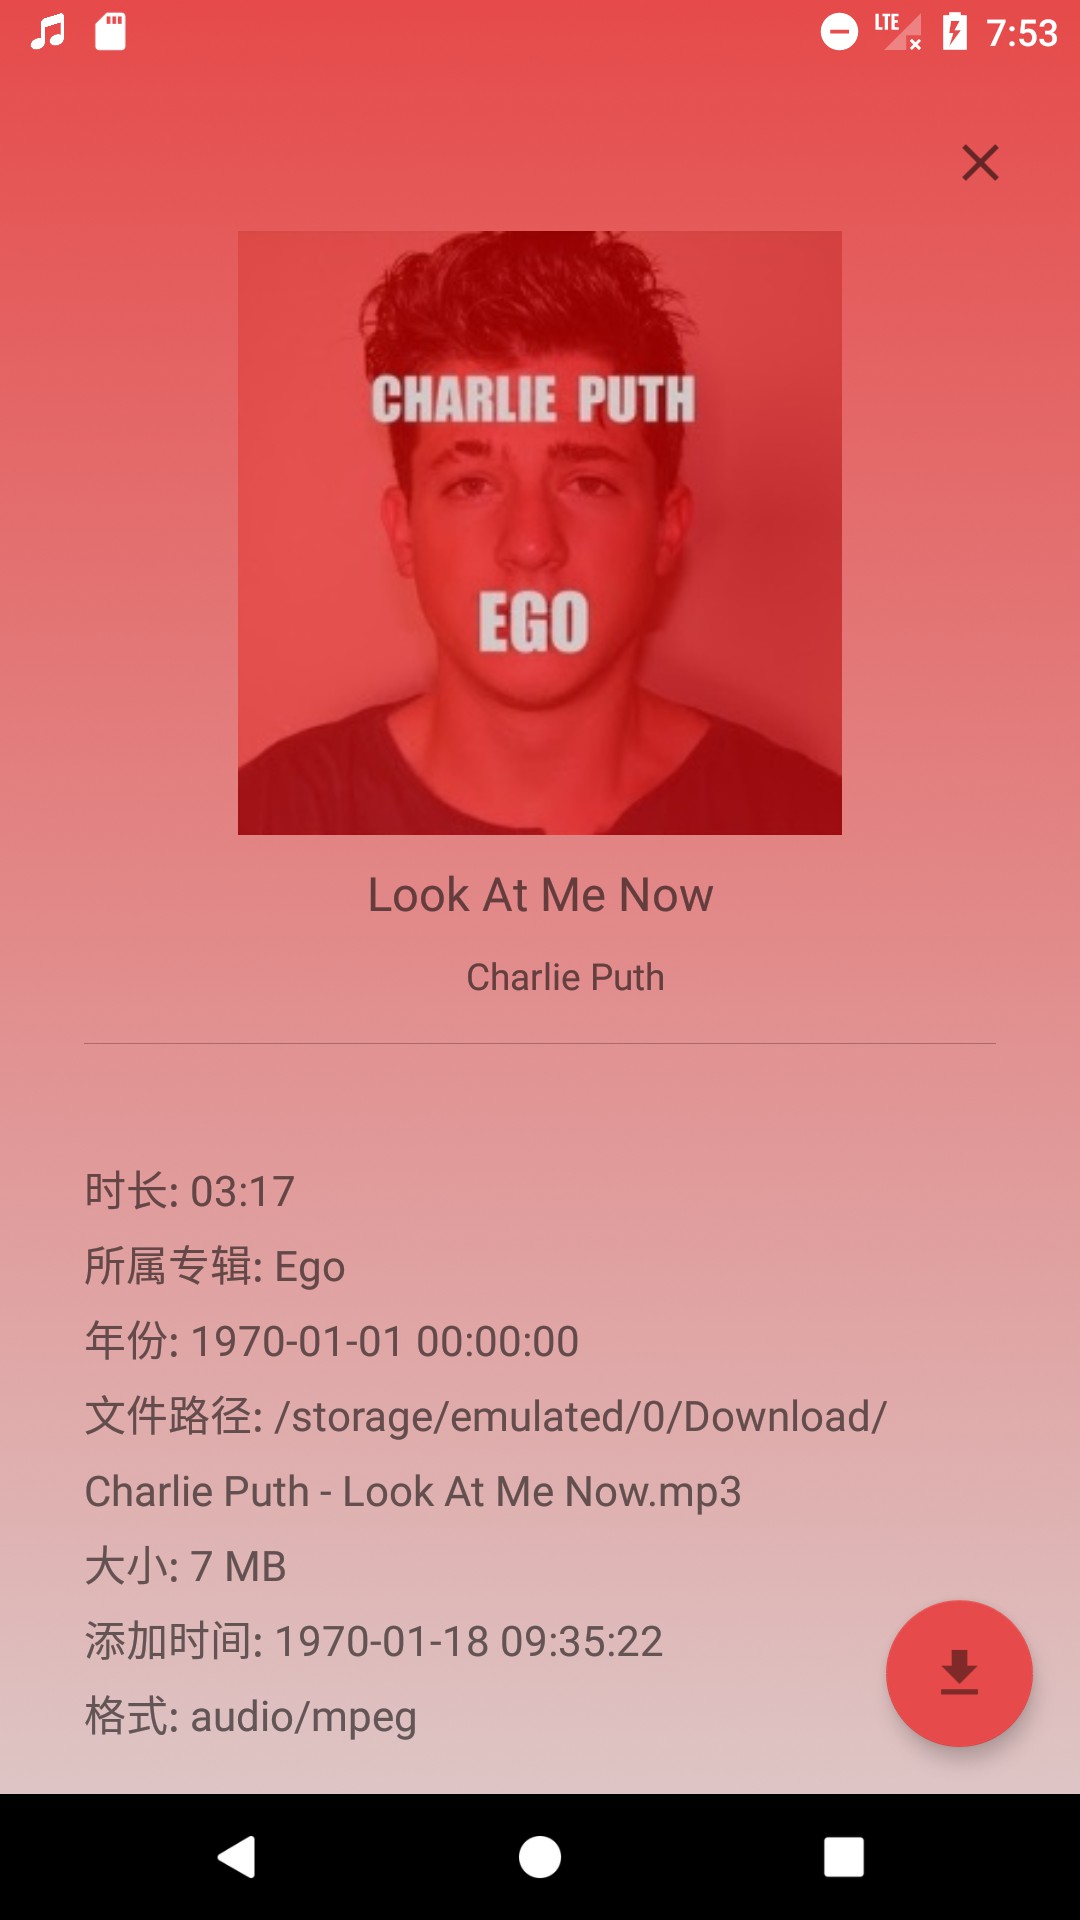 LTE 7:53
CHARLIE PUTH
EGO
Look At Me Now
Charlie Puth
时长: 03:17
所属专辑: Ego
年份: 1970-01-01 00:00:00
文件路径: /storage/emulated/0/Download/
Charlie Puth - Look At Me Now.mp3
大小: 7 MB
添加时间: 1970-01-18 09:35:22
格式: audio/mpeg